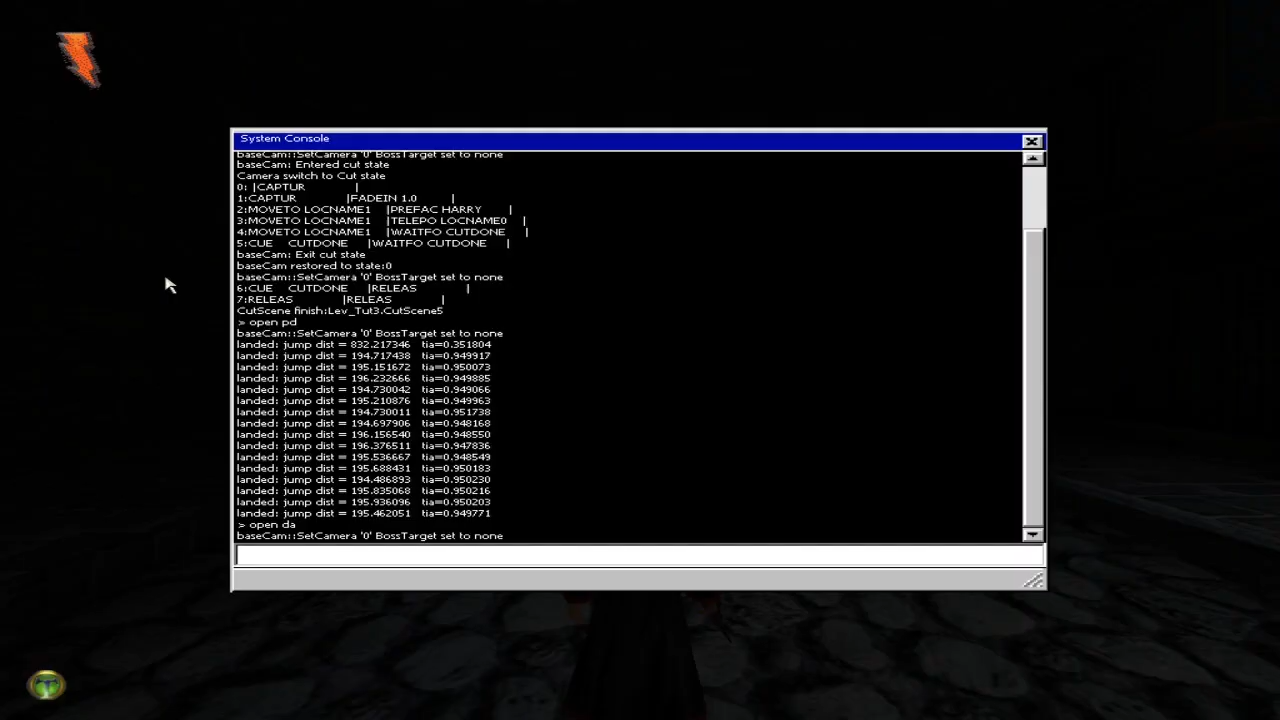 System Console
baseCam::SetCamera '0' BossTarget set to none
baseCam: Entered cut state
Camera switch to Cut state
0: |CAPTUR |
1:CAPTUR |FADEIN 1.0 |
2:MOVETO LOCNAME1 |PREFAC HARRY |
3:MOVETO LOCNAME1 |TELEPO LOCNAME0 |
4:MOVETO LOCNAME1 |WAITFO CUTDONE |
5:CUE CUTDONE |WAITFO CUTDONE |
baseCam: Exit cut state
baseCam restored to state:0
baseCam::SetCamera '0' BossTarget set to none
6:CUE CUTDONE |RELEAS |
7:RELEAS |RELEAS |
CutScene finish:Lev_Tut3.CutScene5
> open pd
baseCam::SetCamera '0' BossTarget set to none
landed: jump dist = 832.217346 tia=0.351804
landed: jump dist = 194.717438 tia=0.949917
landed: jump dist = 195.151672 tia=0.950073
landed: jump dist = 196.232666 tia=0.949885
landed: jump dist = 194.730042 tia=0.949066
landed: jump dist = 195.210876 tia=0.949963
landed: jump dist = 194.730011 tia=0.951738
landed: jump dist = 194.697906 tia=0.948168
landed: jump dist = 196.156540 tia=0.948550
landed: jump dist = 196.376511 tia=0.947836
landed: jump dist = 195.536667 tia=0.948549
landed: jump dist = 195.688431 tia=0.950183
landed: jump dist = 194.486893 tia=0.950230
landed: jump dist = 195.835068 tia=0.950216
landed: jump dist = 195.936096 tia=0.950203
landed: jump dist = 195.462051 tia=0.949771
> open da
baseCam::SetCamera '0' BossTarget set to none